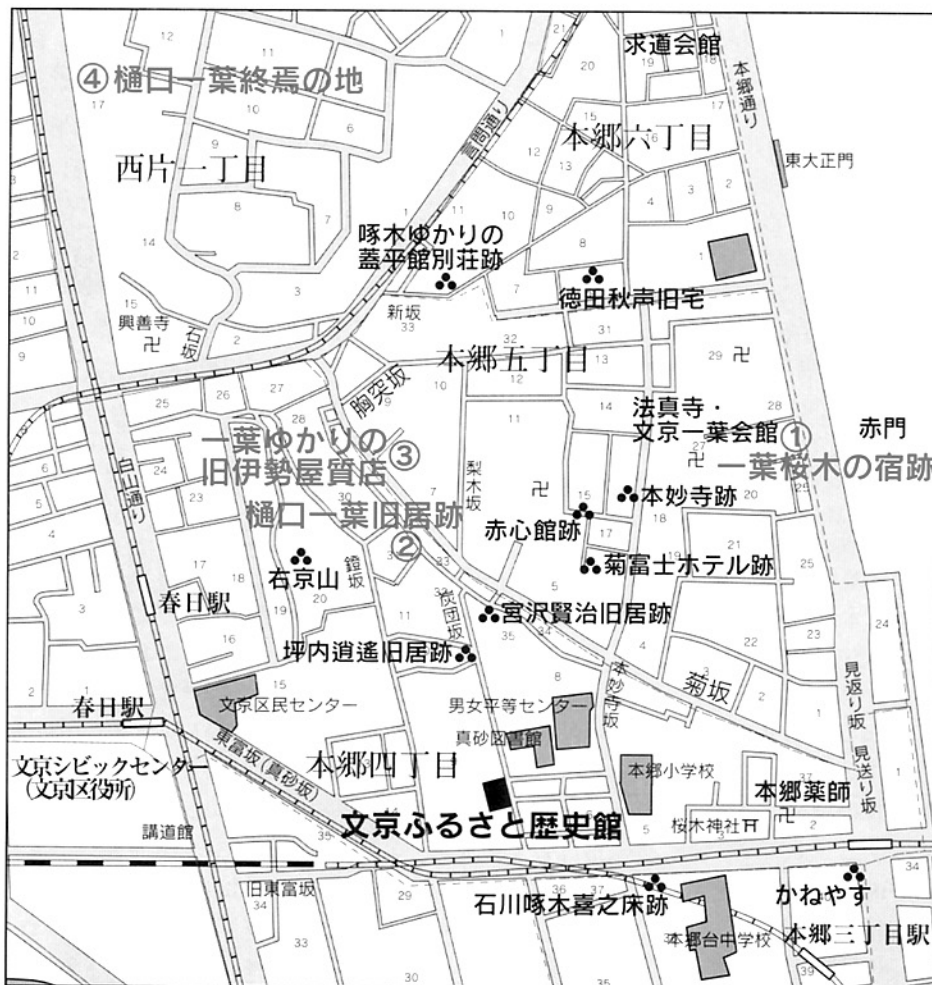 求道会館
④樋口一葉終焉の地
本郷通り
西片一丁目
言問通り
本郷六丁目
東大正門
啄木ゆかりの
蓋平館別荘跡
徳田秋声旧宅
新坂
興善寺
石坂
本郷五丁目
胸突坂
法真寺・
文京一葉会館
①
一葉桜木の宿跡
赤門
一葉ゆかりの
旧伊勢屋質店
③
白山通り
梨木坂
本妙寺跡
樋口一葉旧居跡
②
赤心館跡
菊富士ホテル跡
右京山
鐙坂
炭団坂
宮沢賢治旧居跡
春日駅
坪内逍遙旧居跡
本妙寺坂
菊坂
見返り坂
文京区民センター
男女平等センター
春日駅
真砂図書館
文京シビックセンター
(文京区役所)
東富坂(真砂坂)
本郷四丁目
本郷小学校
見送り坂
本郷薬師
講道館
文京ふるさと歴史館
桜木神社
旧東富坂
石川啄木喜之床跡
かねやす
本郷台中学校
本郷三丁目駅